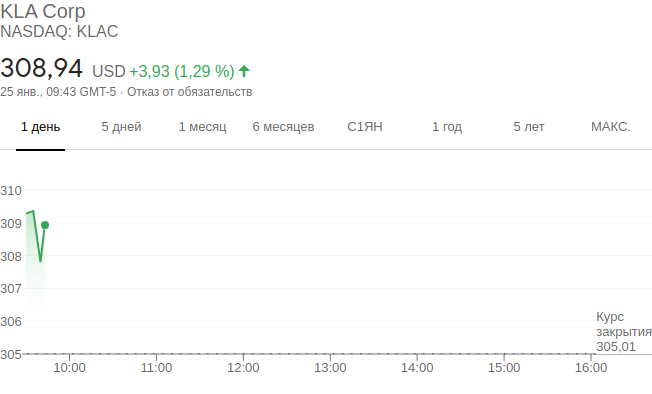 KLA Corp
NASDAQ: KLAC
308,94 USD +3,93 (1,29 %)
25 янв., 09:43 GMT-5 · Отказ от обязательств
1 день 5 дней 1 месяц 6 месяцев С1ЯН 1 год 5 лет МАКС.
310
309
308
307
306
Курс
закрытия
305,01
305
10:00 11:00 12:00 13:00 14:00 15:00 16:00